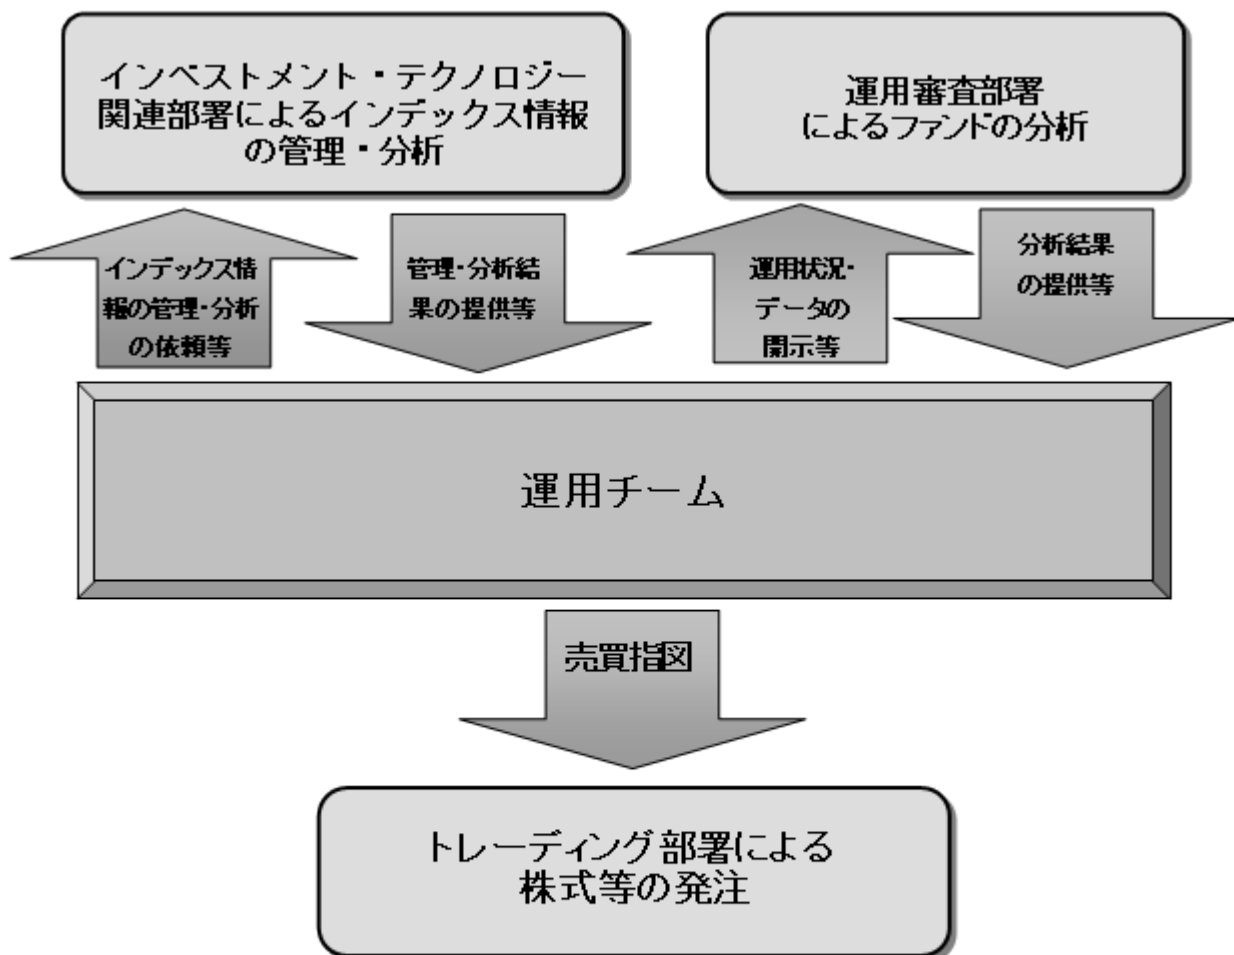 インベストメント・テクノロジー
関連部署によるインデックス情報
の管理・分析
運用審査部署
によるファンドの分析
インデックス情
報の管理・分析
の依頼等
管理・分析結
果の提供等
運用状況・
データの
開示等
分析結果
の提供等
運用チーム
売買指図
トレーディング部署による
株式等の発注